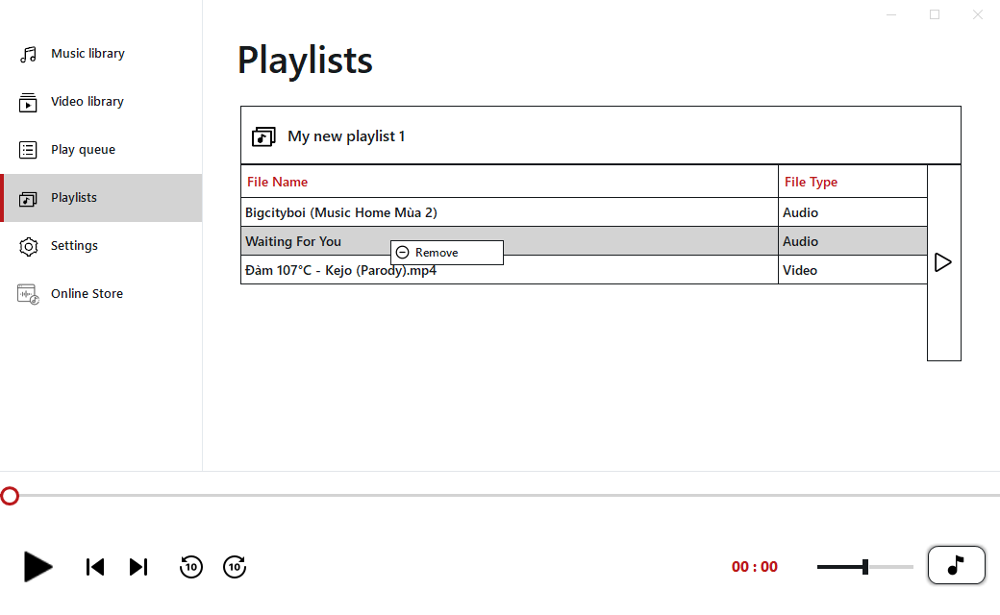 Music library
Video library
Play queue
Playlists
Settings
Online Store
Playlists
My new playlist 1
File Name File Type
Bigcityboi (Music Home Mùa 2) Audio
Waiting For You Audio
Remove
Đàm 107°C - Kejo (Parody).mp4 Video
10 10 00 : 00